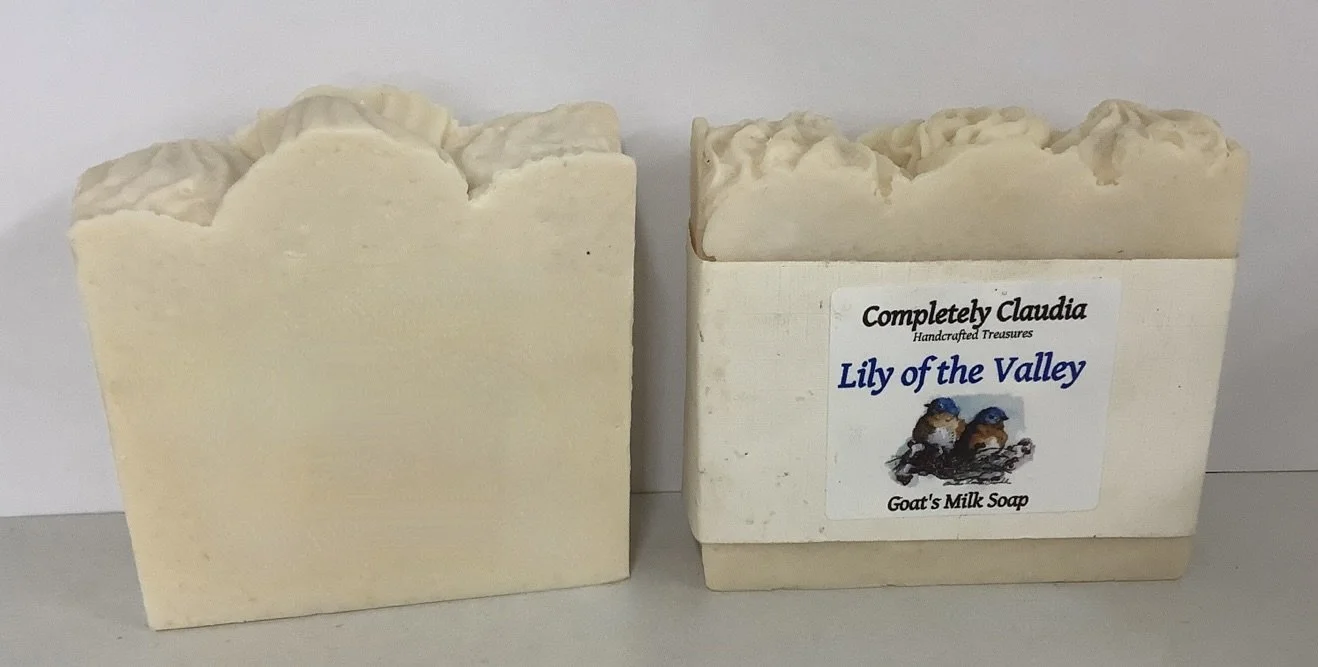 Completely Claudia
Handcrafted Treasures
Lily of the Valley
Goat's Milk Soap